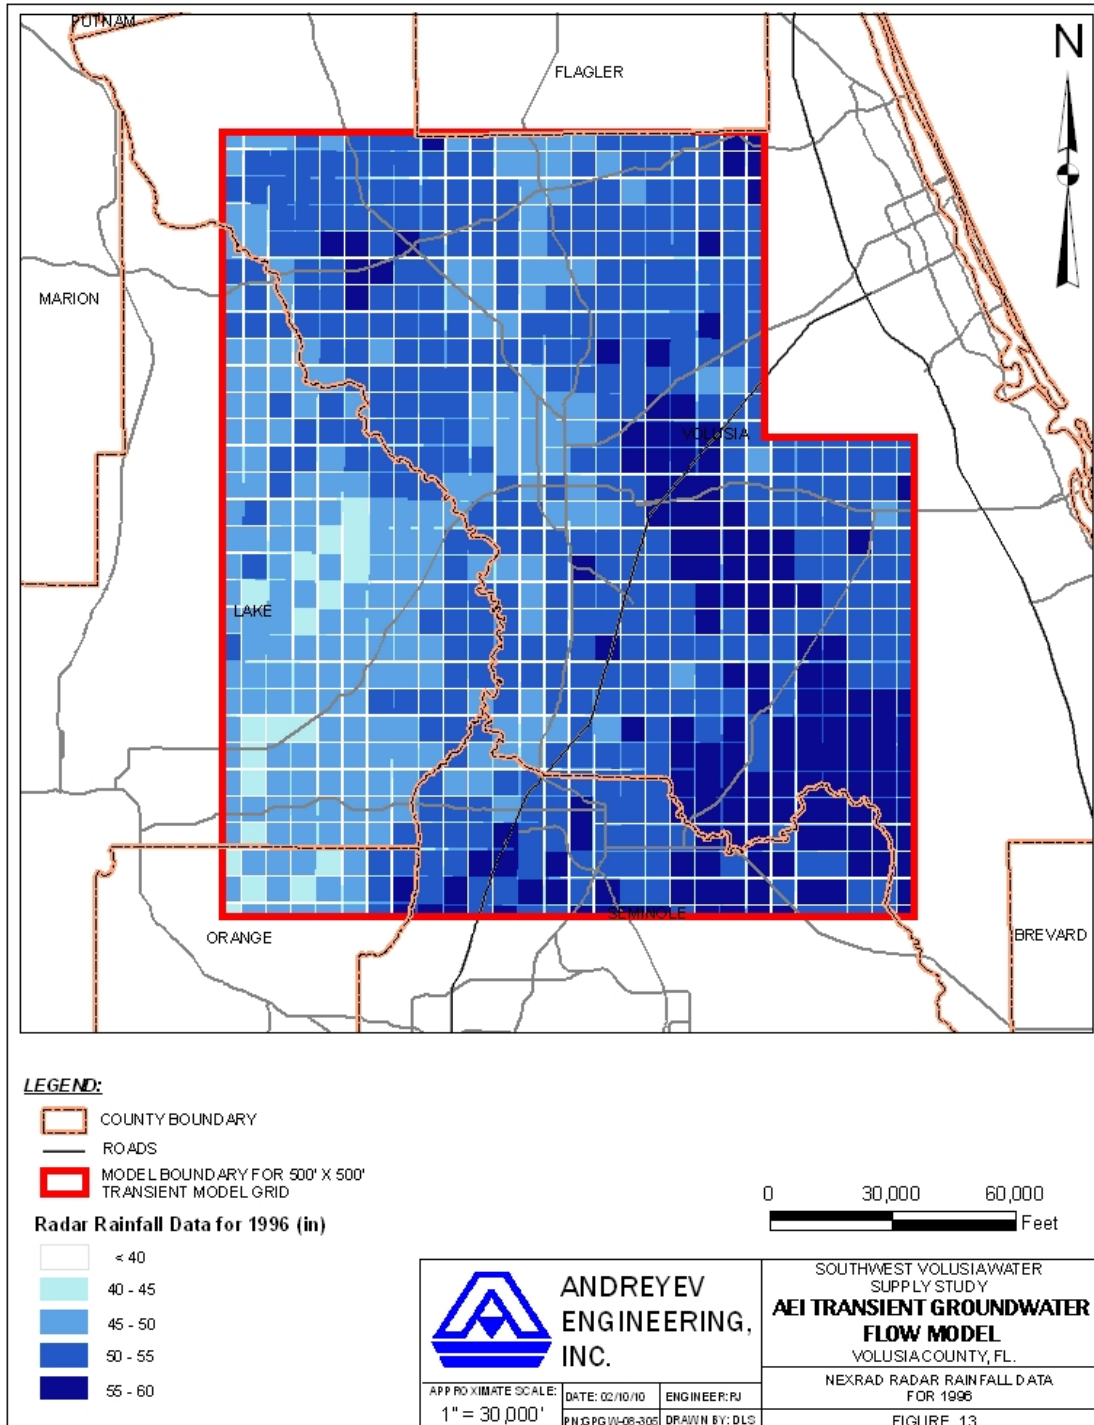 PUTNAM
FLAGLER
N
MARION
VOLUSIA
LAKE
SEMINOLE
ORANGE
BREVARD
LEGEND:
COUNTY BOUNDARY
ROADS
MODEL BOUNDARY FOR 500' X 500'
TRANSIENT MODEL GRID
Radar Rainfall Data for 1996 (in)
< 40
40 - 45
45 - 50
50 - 55
55 - 60
0 30,000 60,000
Feet
ANDREYEV
ENGINEERING,
INC.
APPROXIMATE SCALE:
1" = 30,000'
DATE: 02/10/10
ENGINEER: RJ
PN:GPGW-08-305
DRAWN BY: DLS
SOUTHWEST VOLUSIA WATER
SUPPLY STUDY
AEI TRANSIENT GROUNDWATER
FLOW MODEL
VOLUSIA COUNTY, FL.
NEXRAD RADAR RAINFALL DATA
FOR 1996
FIGURE 13